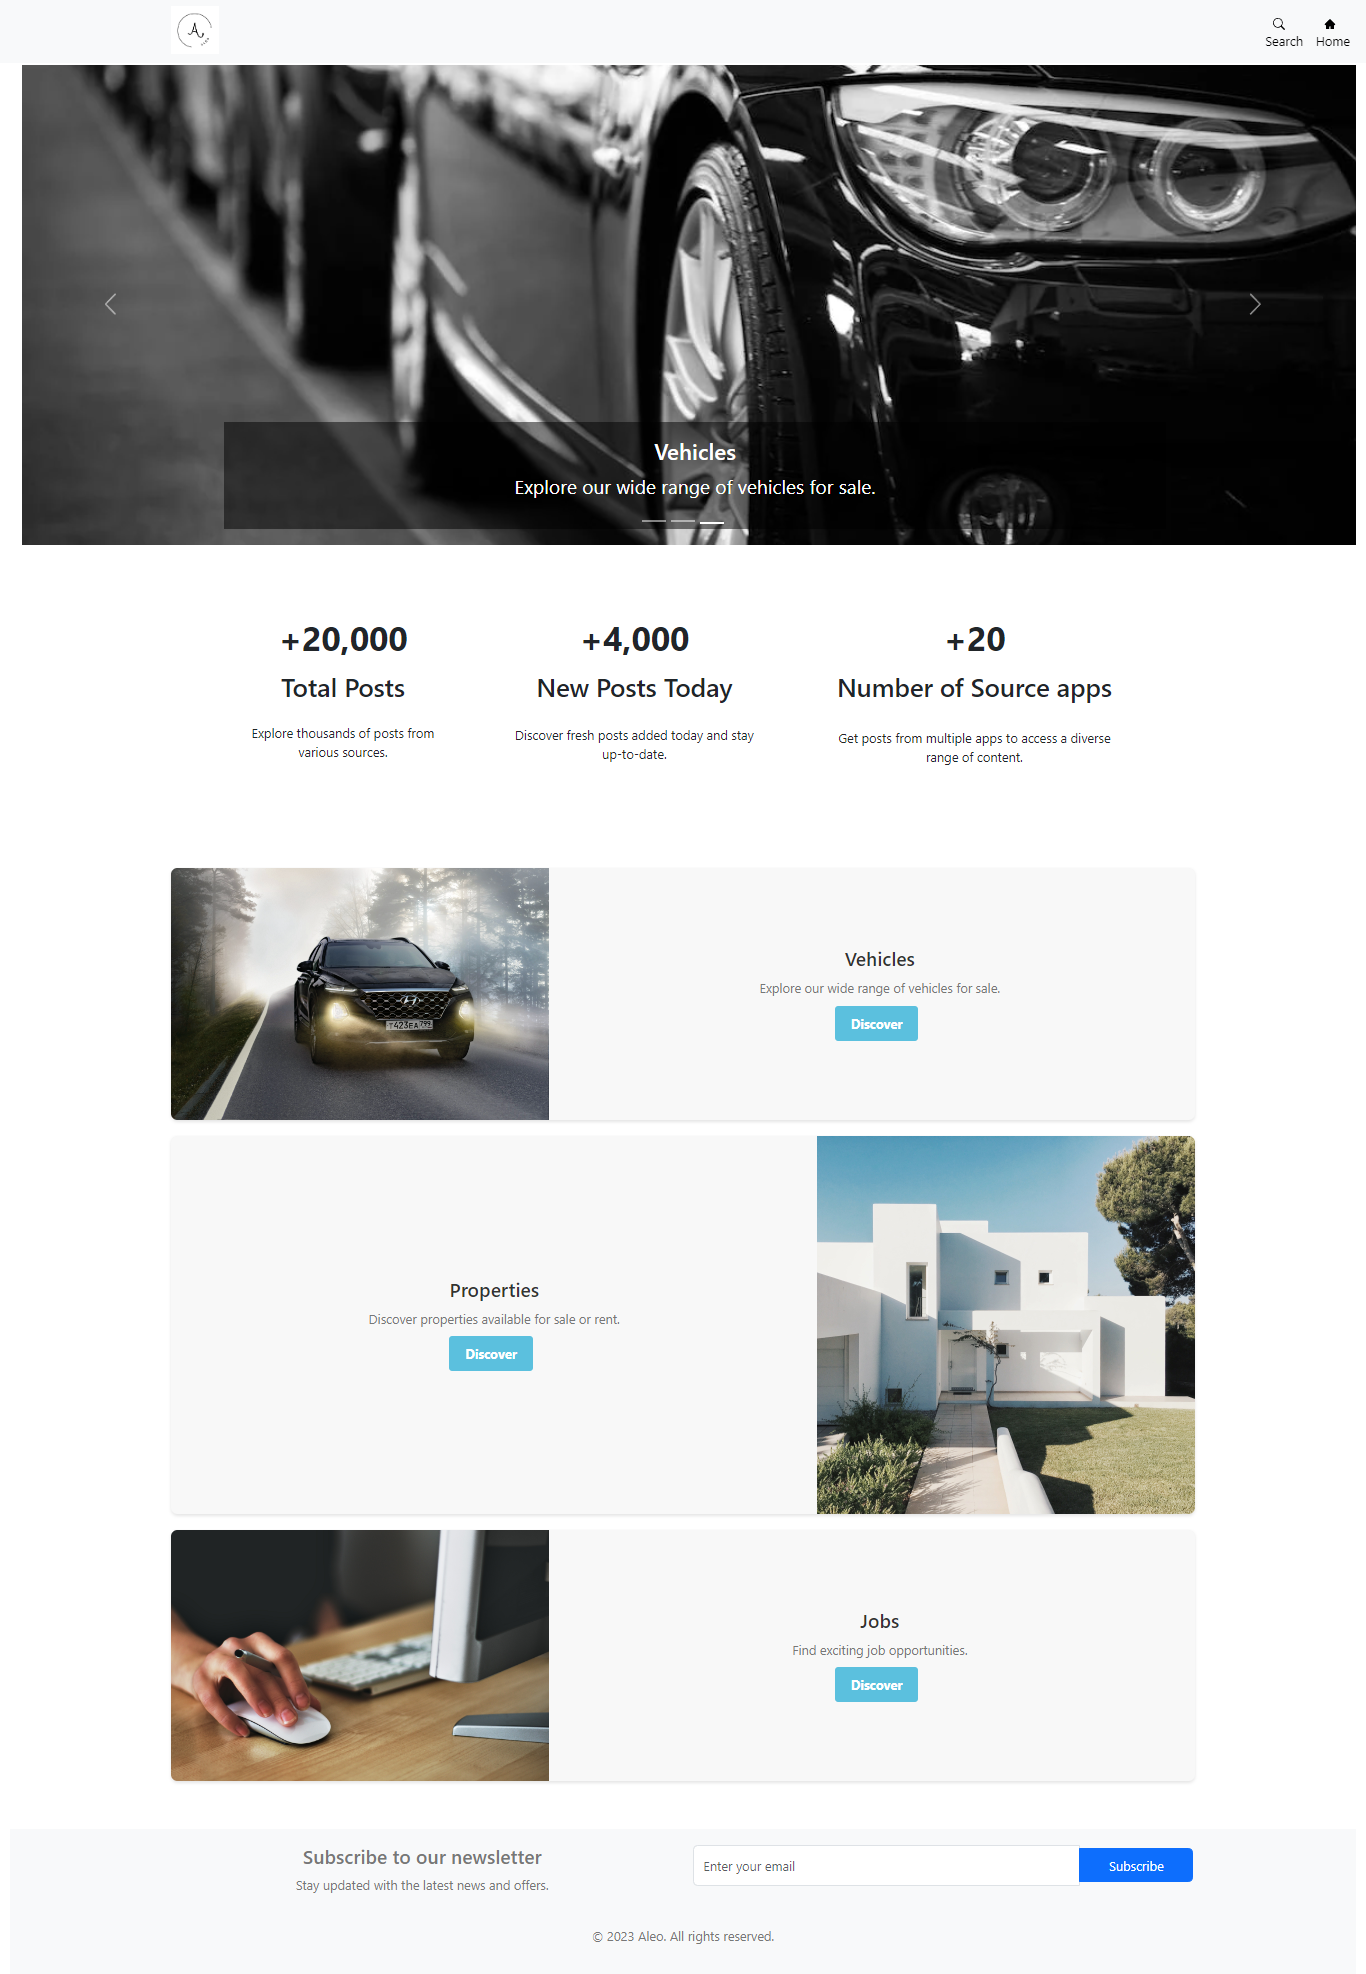 Search Home
Vehicles
Explore our wide range of vehicles for sale.
+20,000
Total Posts
Explore thousands of posts from
various sources.
+4,000
New Posts Today
Discover fresh posts added today and stay
up-to-date.
+20
Number of Source apps
Get posts from multiple apps to access a diverse
range of content.
T423EA 799
Vehicles
Explore our wide range of vehicles for sale.
Discover
Properties
Discover properties available for sale or rent.
Discover
Jobs
Find exciting job opportunities.
Discover
Subscribe to our newsletter
Stay updated with the latest news and offers.
Enter your email
Subscribe
© 2023 Aleo. All rights reserved.